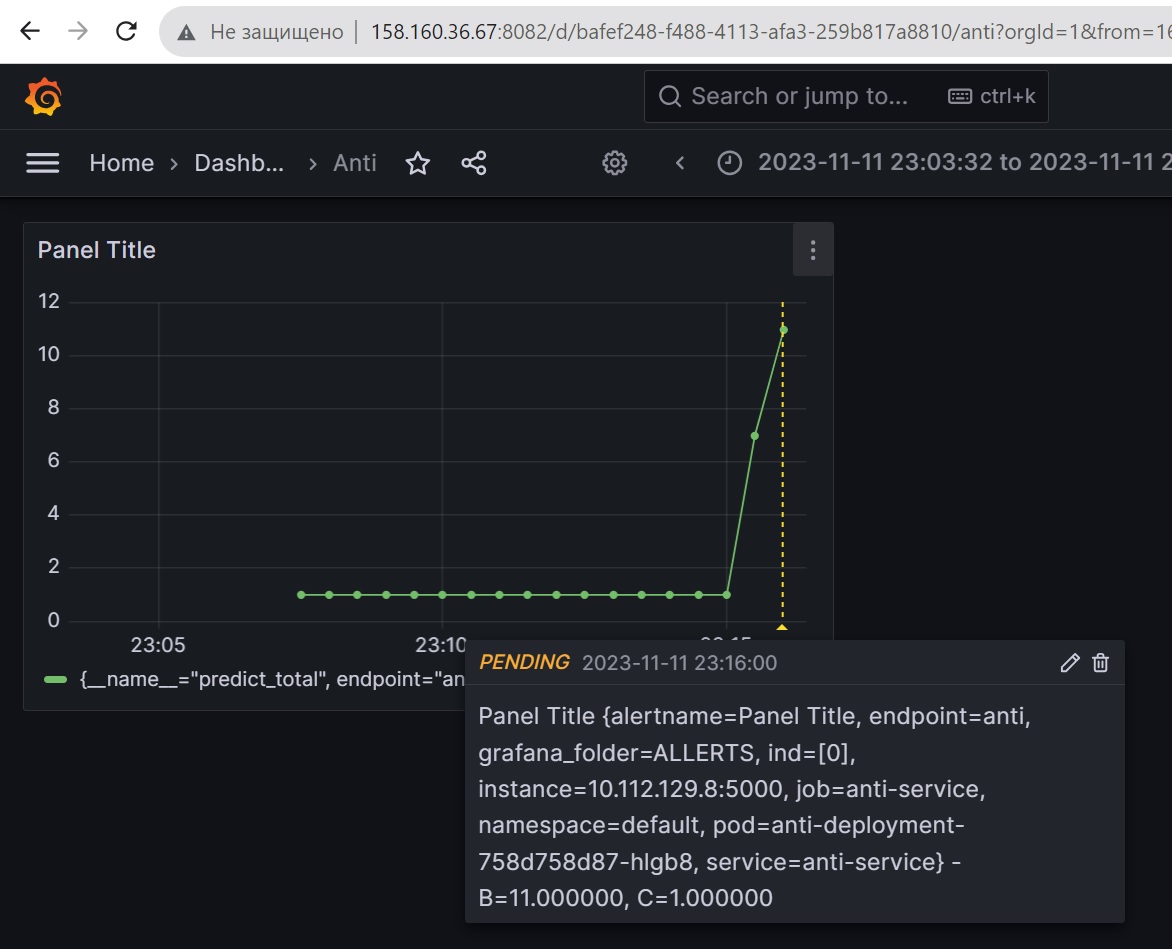 Не защищено 158.160.36.67:8082/d/bafef248-f488-4113-afa3-259b817a8810/anti?orgId=1&from=16
Search or jump to... ctrl+k
Home › Dashb... › Anti 2023-11-11 23:03:32 to 2023-11-11 2
Panel Title
12
10
8
6
4
2
0
23:05 23:10
{__name__="predict_total", endpoint="an
PENDING 2023-11-11 23:16:00
Panel Title {alertname=Panel Title, endpoint=anti,
grafana_folder=ALLERTS, ind=[0],
instance=10.112.129.8:5000, job=anti-service,
namespace=default, pod=anti-deployment-
758d758d87-hlgb8, service=anti-service} -
B=11.000000, C=1.000000